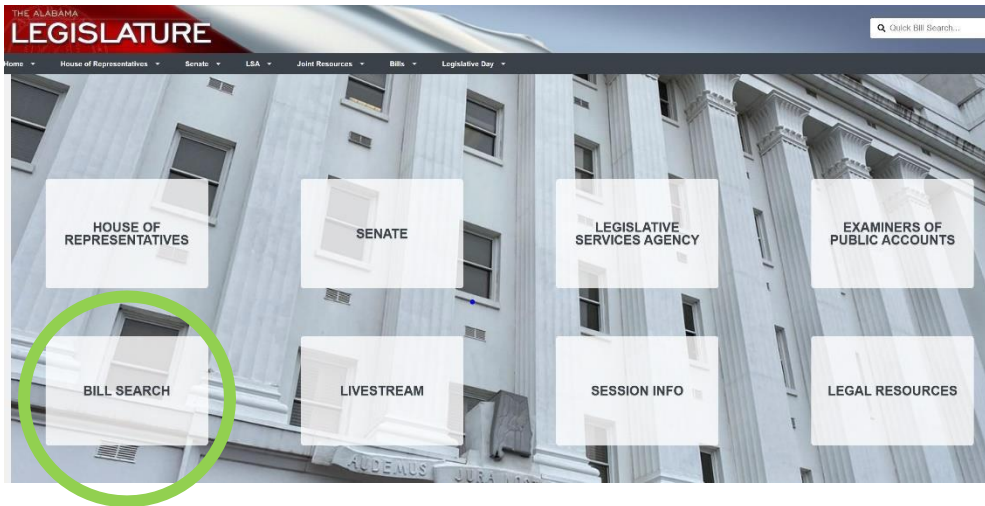 THE ALABAMA
LEGISLATURE
Quick Bill Search...
Home House of Representatives Senate LSA Joint Resources Bills Legislative Day
HOUSE OF
REPRESENTATIVES
SENATE
LEGISLATIVE
SERVICES AGENCY
EXAMINERS OF
PUBLIC ACCOUNTS
BILL SEARCH
LIVESTREAM
SESSION INFO
LEGAL RESOURCES
AUDEMUS JURA